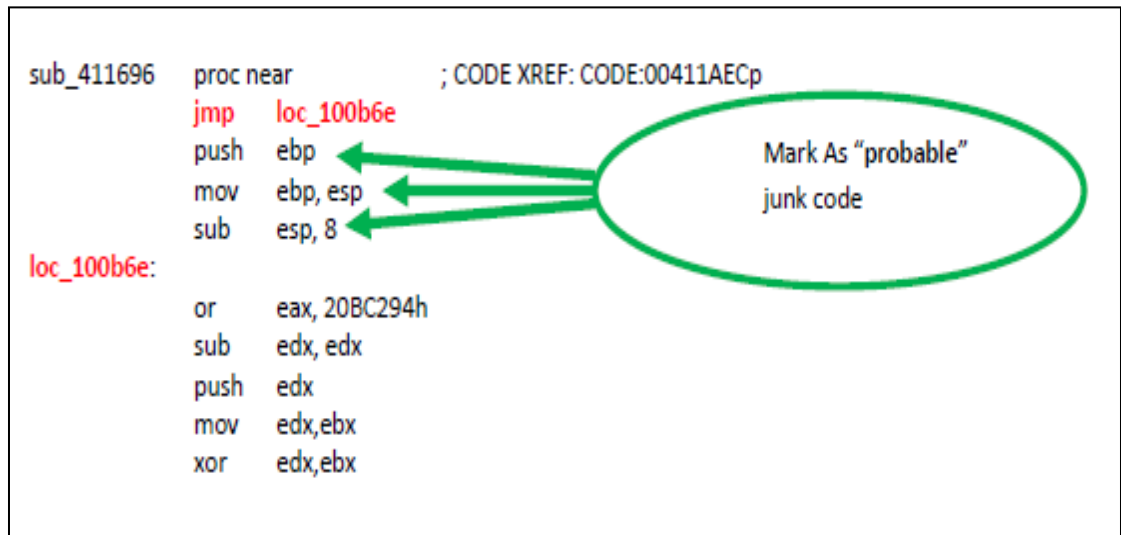 sub_411696 proc near ; CODE XREF: CODE:00411AECp
jmp loc_100b6e
push ebp
mov ebp, esp
sub esp, 8
Mark As “probable”
junk code
loc_100b6e:
or eax, 20BC294h
sub edx, edx
push edx
mov edx,ebx
xor edx,ebx